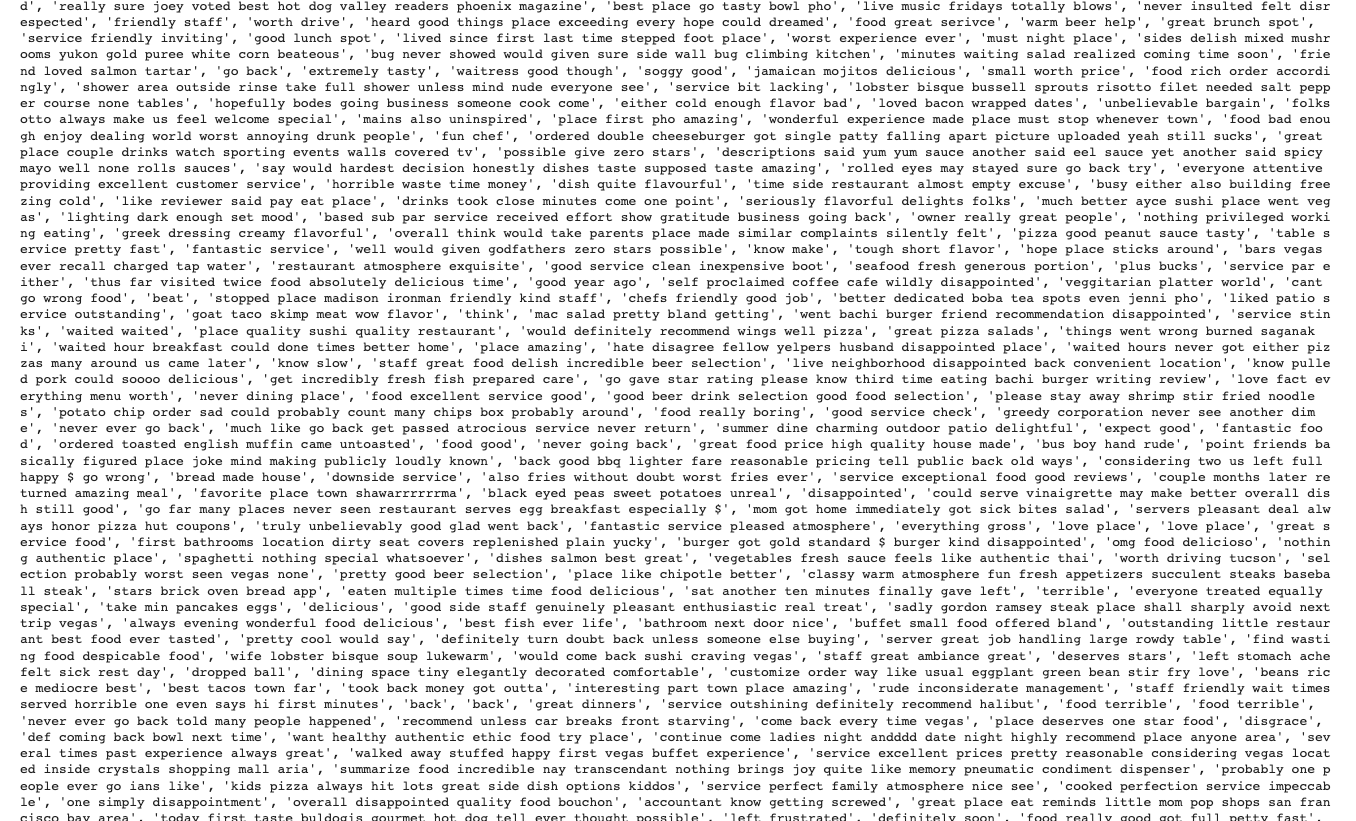 d', 'really sure joey voted best hot dog valley readers phoenix magazine', 'best place go tasty bowl pho', 'live music fridays totally blows', 'never insulted felt disr
espected', 'friendly staff', 'worth drive', 'heard good things place exceeding every hope could dreamed', 'food great serivce', 'warm beer help', 'great brunch spot',
'service friendly inviting', 'good lunch spot', 'lived since first last time stepped foot place', 'worst experience ever', 'must night place', 'sides delish mixed mushr
ooms yukon gold puree white corn beateous', 'bug never showed would given sure side wall bug climbing kitchen', 'minutes waiting salad realized coming time soon', 'frie
nd loved salmon tartar', 'go back', 'extremely tasty', 'waitress good though', 'soggy good', 'jamaican mojitos delicious', 'small worth price', 'food rich order accordi
ngly', 'shower area outside rinse take full shower unless mind nude everyone see', 'service bit lacking', 'lobster bisque bussell sprouts risotto filet needed salt pepp
er course none tables', 'hopefully bodes going business someone cook come', 'either cold enough flavor bad', 'loved bacon wrapped dates', 'unbelievable bargain', 'folks
otto always make us feel welcome special', 'mains also uninspired', 'place first pho amazing', 'wonderful experience made place must stop whenever town', 'food bad enou
gh enjoy dealing world worst annoying drunk people', 'fun chef', 'ordered double cheeseburger got single patty falling apart picture uploaded yeah still sucks', 'great
place couple drinks watch sporting events walls covered tv', 'possible give zero stars', 'descriptions said yum yum sauce another said eel sauce yet another said spicy
mayo well none rolls sauces', 'say would hardest decision honestly dishes taste supposed taste amazing', 'rolled eyes may stayed sure go back try', 'everyone attentive
providing excellent customer service', 'horrible waste time money', 'dish quite flavourful', 'time side restaurant almost empty excuse', 'busy either also building free
zing cold', 'like reviewer said pay eat place', 'drinks took close minutes come one point', 'seriously flavorful delights folks', 'much better ayce sushi place went veg
as', 'lighting dark enough set mood', 'based sub par service received effort show gratitude business going back', 'owner really great people', 'nothing privileged worki
ng eating', 'greek dressing creamy flavorful', 'overall think would take parents place made similar complaints silently felt', 'pizza good peanut sauce tasty', 'table s
ervice pretty fast', 'fantastic service', 'well would given godfathers zero stars possible', 'know make', 'tough short flavor', 'hope place sticks around', 'bars vegas
ever recall charged tap water', 'restaurant atmosphere exquisite', 'good service clean inexpensive boot', 'seafood fresh generous portion', 'plus bucks', 'service par e
ither', 'thus far visited twice food absolutely delicious time', 'good year ago', 'self proclaimed coffee cafe wildly disappointed', 'veggitarian platter world', 'cant
go wrong food', 'beat', 'stopped place madison ironman friendly kind staff', 'chefs friendly good job', 'better dedicated boba tea spots even jenni pho', 'liked patio s
ervice outstanding', 'goat taco skimp meat wow flavor', 'think', 'mac salad pretty bland getting', 'went bachi burger friend recommendation disappointed', 'service stin
ks', 'waited waited', 'place quality sushi quality restaurant', 'would definitely recommend wings well pizza', 'great pizza salads', 'things went wrong burned saganak
i', 'waited hour breakfast could done times better home', 'place amazing', 'hate disagree fellow yelpers husband disappointed place', 'waited hours never got either piz
zas many around us came later', 'know slow', 'staff great food delish incredible beer selection', 'live neighborhood disappointed back convenient location', 'know pulle
d pork could soooo delicious', 'get incredibly fresh fish prepared care', 'go gave star rating please know third time eating bachi burger writing review', 'love fact ev
erything menu worth', 'never dining place', 'food excellent service good', 'good beer drink selection good food selection', 'please stay away shrimp stir fried noodle
s', 'potato chip order sad could probably count many chips box probably around', 'food really boring', 'good service check', 'greedy corporation never see another dim
e', 'never ever go back', 'much like go back get passed atrocious service never return', 'summer dine charming outdoor patio delightful', 'expect good', 'fantastic foo
d', 'ordered toasted english muffin came untoasted', 'food good', 'never going back', 'great food price high quality house made', 'bus boy hand rude', 'point friends ba
sically figured place joke mind making publicly loudly known', 'back good bbq lighter fare reasonable pricing tell public back old ways', 'considering two us left full
happy $ go wrong', 'bread made house', 'downside service', 'also fries without doubt worst fries ever', 'service exceptional food good reviews', 'couple months later re
turned amazing meal', 'favorite place town shawarrrrrrma', 'black eyed peas sweet potatoes unreal', 'disappointed', 'could serve vinaigrette may make better overall dis
h still good', 'go far many places never seen restaurant serves egg breakfast especially $', 'mom got home immediately got sick bites salad', 'servers pleasant deal alw
ays honor pizza hut coupons', 'truly unbelievably good glad went back', 'fantastic service pleased atmosphere', 'everything gross', 'love place', 'love place', 'great s
ervice food', 'first bathrooms location dirty seat covers replenished plain yucky', 'burger got gold standard $ burger kind disappointed', 'omg food delicioso', 'nothin
g authentic place', 'spaghetti nothing special whatsoever', 'dishes salmon best great', 'vegetables fresh sauce feels like authentic thai', 'worth driving tucson', 'sel
ection probably worst seen vegas none', 'pretty good beer selection', 'place like chipotle better', 'classy warm atmosphere fun fresh appetizers succulent steaks baseba
ll steak', 'stars brick oven bread app', 'eaten multiple times time food delicious', 'sat another ten minutes finally gave left', 'terrible', 'everyone treated equally
special', 'take min pancakes eggs', 'delicious', 'good side staff genuinely pleasant enthusiastic real treat', 'sadly gordon ramsey steak place shall sharply avoid next
trip vegas', 'always evening wonderful food delicious', 'best fish ever life', 'bathroom next door nice', 'buffet small food offered bland', 'outstanding little restaur
ant best food ever tasted', 'pretty cool would say', 'definitely turn doubt back unless someone else buying', 'server great job handling large rowdy table', 'find wasti
ng food despicable food', 'wife lobster bisque soup lukewarm', 'would come back sushi craving vegas', 'staff great ambiance great', 'deserves stars', 'left stomach ache
felt sick rest day', 'dropped ball', 'dining space tiny elegantly decorated comfortable', 'customize order way like usual eggplant green bean stir fry love', 'beans ric
e mediocre best', 'best tacos town far', 'took back money got outta', 'interesting part town place amazing', 'rude inconsiderate management', 'staff friendly wait times
served horrible one even says hi first minutes', 'back', 'back', 'great dinners', 'service outshining definitely recommend halibut', 'food terrible', 'food terrible',
'never ever go back told many people happened', 'recommend unless car breaks front starving', 'come back every time vegas', 'place deserves one star food', 'disgrace',
'def coming back bowl next time', 'want healthy authentic ethic food try place', 'continue come ladies night andddd date night highly recommend place anyone area', 'sev
eral times past experience always great', 'walked away stuffed happy first vegas buffet experience', 'service excellent prices pretty reasonable considering vegas locat
ed inside crystals shopping mall aria', 'summarize food incredible nay transcendant nothing brings joy quite like memory pneumatic condiment dispenser', 'probably one p
eople ever go ians like', 'kids pizza always hit lots great side dish options kiddos', 'service perfect family atmosphere nice see', 'cooked perfection service impeccab
le', 'one simply disappointment', 'overall disappointed quality food bouchon', 'accountant know getting screwed', 'great place eat reminds little mom pop shops san fran
cisco bay area', 'today first taste buldogis gourmet hot dog tell ever thought possible', 'left frustrated', 'definitely soon', 'food really good got full petty fast',